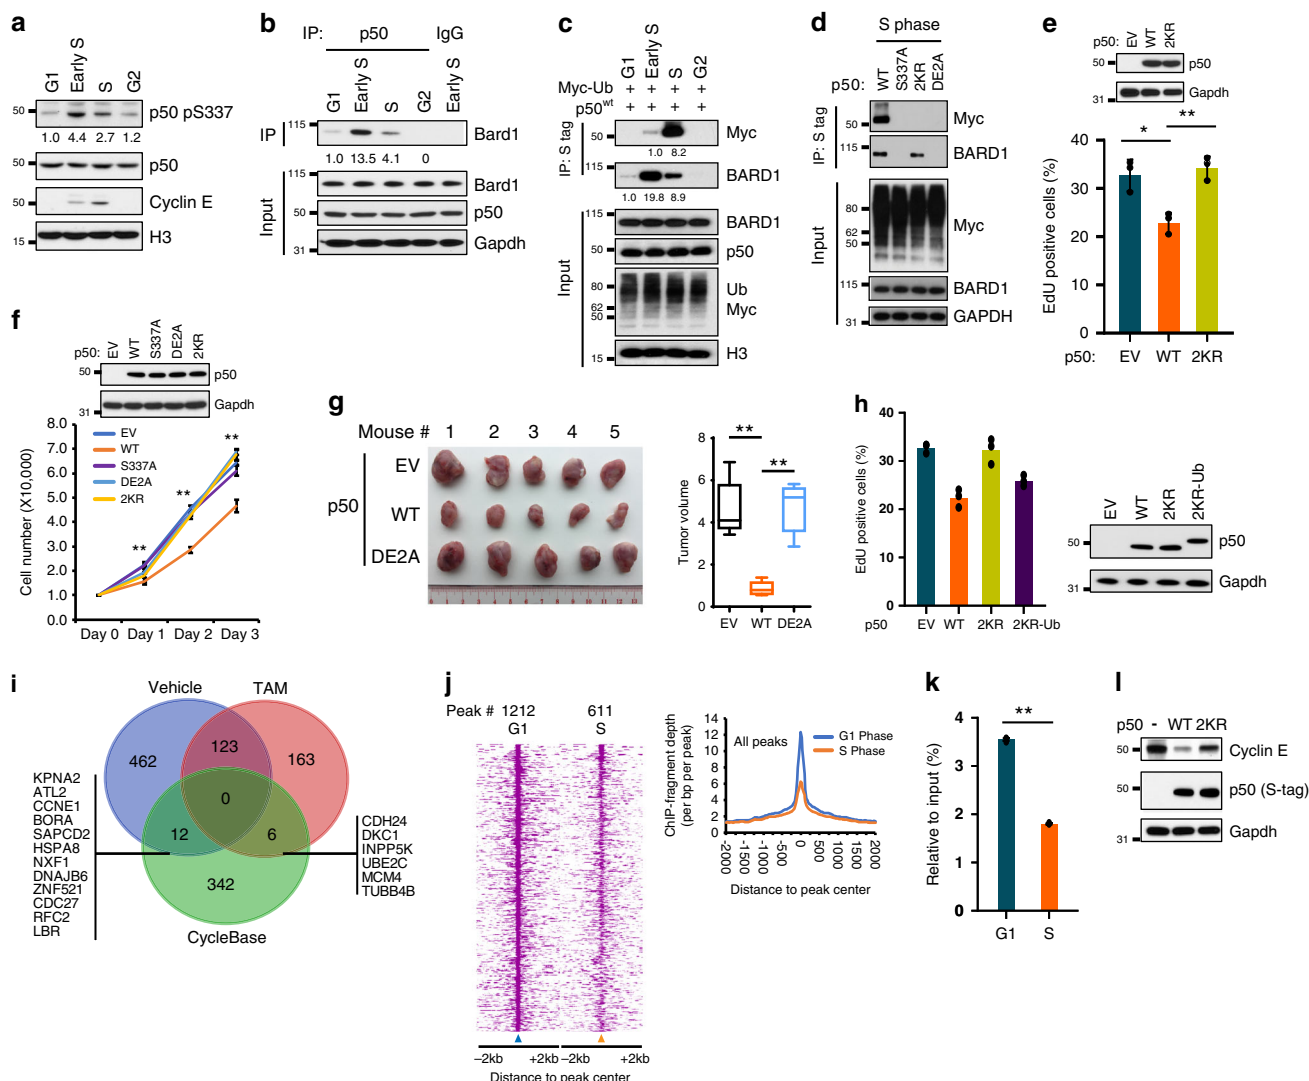 a
G1
Early S
S
G2
50
p50 pS337
1.0 4.4 2.7 1.2
50
p50
50
Cyclin E
15
H3
b
IP: p50 IgG
G1
Early S
S
G2
Early S
IP
115
Bard1
1.0 13.5 4.1 0
Input
115
Bard1
50
p50
31
Gapdh
c
G1
Early S
S
G2
Myc-Ub + + + +
p50wt + + + +
IP: S tag
50
Myc
1.0 8.2
115
BARD1
1.0 19.8 8.9
Input
115
BARD1
50
p50
80
62
50
Ub
Myc
15
H3
d
S phase
p50: WT S337A 2KR DE2A
IP: S tag
50
Myc
115
BARD1
Input
80
62
50
Myc
115
BARD1
31
GAPDH
e
p50: EV WT 2KR
50
p50
31
Gapdh
EdU positive cells (%)
40
30
20
10
0
*
**
p50: EV WT 2KR
f
p50: EV WT S337A DE2A 2KR
50
p50
31
Gapdh
Cell number (X10,000)
8.0
7.0
6.0
5.0
4.0
3.0
2.0
1.0
0.0
EV
WT
S337A
DE2A
2KR
**
**
**
Day 0 Day 1 Day 2 Day 3
g
Mouse # 1 2 3 4 5
p50
EV
WT
DE2A
Tumor volume
8
6
4
2
0
**
**
EV WT DE2A
h
EdU positive cells (%)
40
30
20
10
0
p50 EV WT 2KR 2KR-Ub
EV
WT
2KR
2KR-Ub
50
p50
31
Gapdh
i
Vehicle TAM
462
123
163
0
12
6
342
CycleBase
KPNA2
ATL2
CCNE1
BORA
SAPCD2
HSPA8
NXF1
DNAJB6
ZNF521
CDC27
RFC2
LBR
CDH24
DKC1
INPP5K
UBE2C
MCM4
TUBB4B
j
Peak # 1212 611
G1 S
−2kb +2kb −2kb +2kb
Distance to peak center
ChIP-fragment depth
(per bp per peak)
14
12
10
8
6
4
2
0
All peaks
G1 Phase
S Phase
-2000
-1500
-1000
-500
0
500
1000
1500
2000
Distance to peak center
k
Relative to input (%)
4
3
2
1
0
**
G1 S
l
p50 - WT 2KR
50
Cyclin E
50
p50 (S-tag)
31
Gapdh